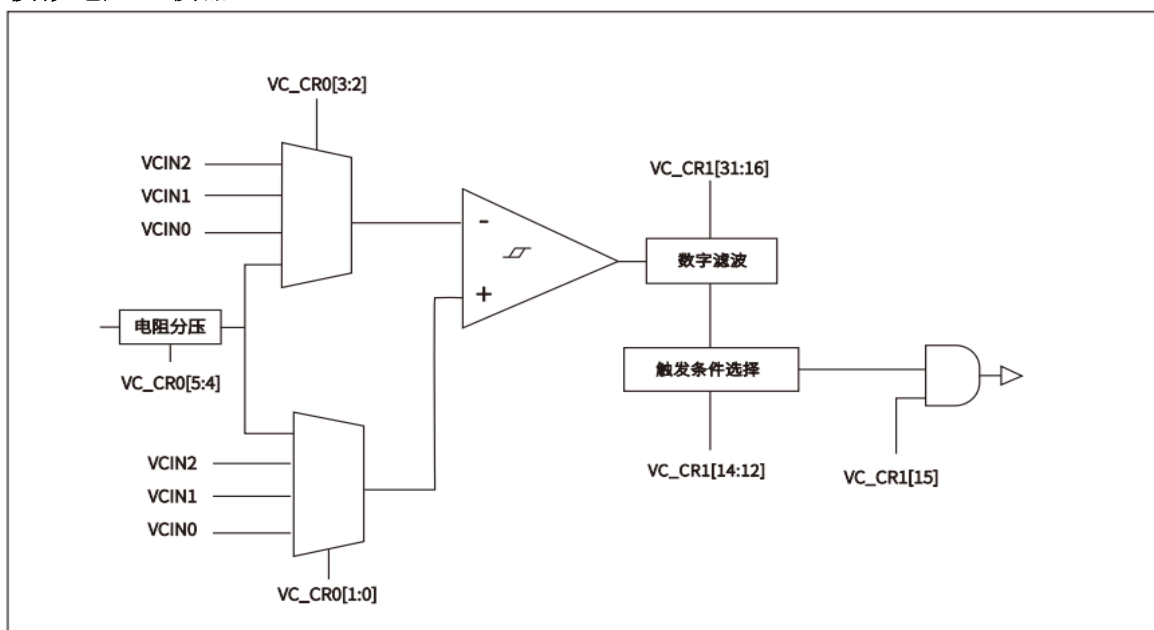 VC_CR0[3:2]
VCIN2
VCIN1
VCIN0
电阻分压
VC_CR0[5:4]
VCIN2
VCIN1
VCIN0
VC_CR0[1:0]
-
+
VC_CR1[31:16]
数字滤波
触发条件选择
VC_CR1[14:12]
VC_CR1[15]